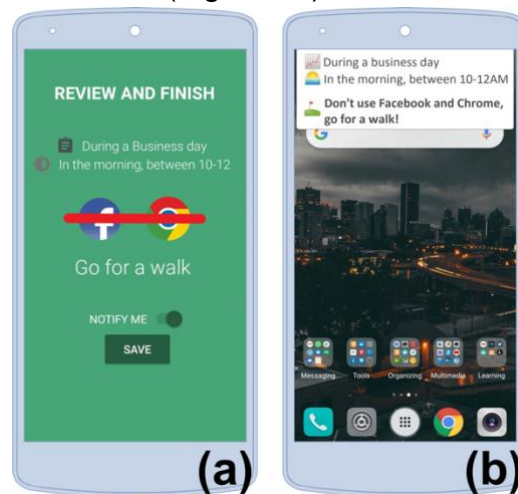 REVIEW AND FINISH
During a Business day
In the morning, between 10-12
Go for a walk
NOTIFY ME
SAVE
(a)
During a business day
In the morning, between 10-12AM
Don't use Facebook and Chrome,
go for a walk!
Messaging Tools Organizing Multimedia Learning
(b)